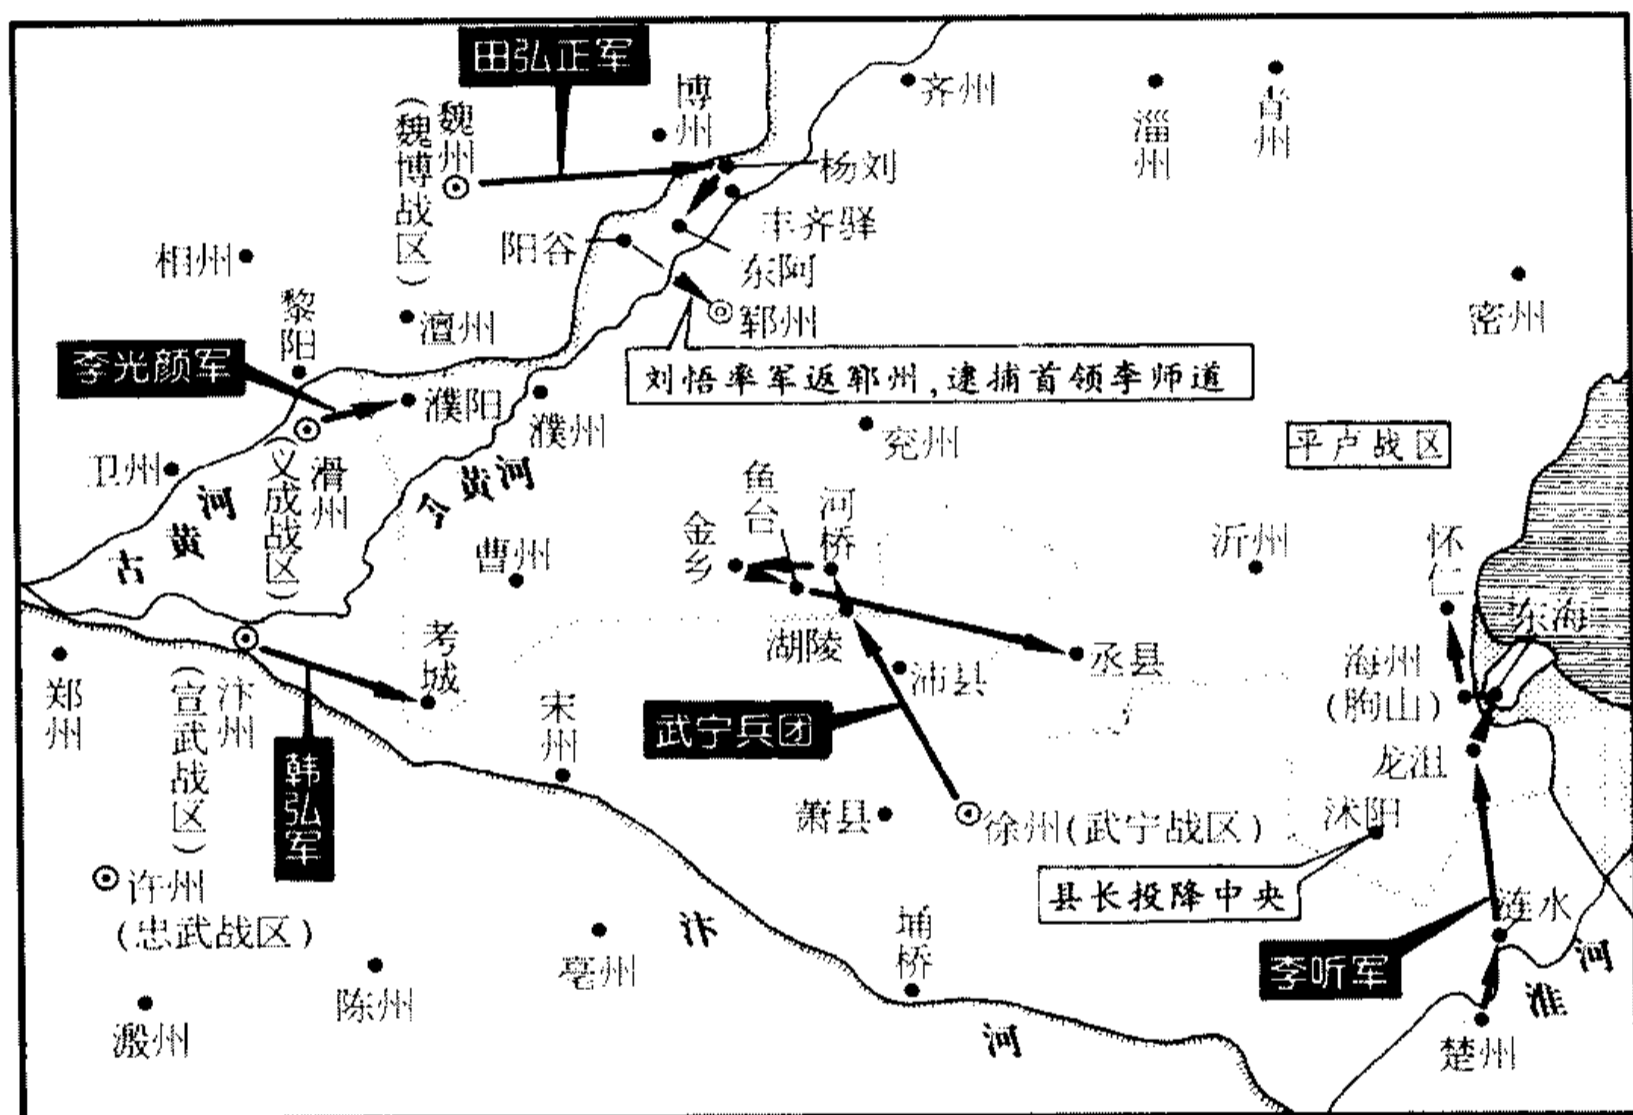 田弘正军
博州
齐州
淄州
青州
魏州
(魏博战区)
杨刘
丰齐驿
阳谷
东阿
相州
郓州
密州
黎阳
澶州
李光颜军
刘悟率军返郓州,逮捕首领李师道
濮阳
濮州
兖州
平卢战区
卫州
滑州
(义成战区)
古黄河
今黄河
鱼台
河桥
金乡
曹州
沂州
怀仁
东海
考城
湖陵
沛县
丞县
海州
(朐山)
郑州
汴州
(宣武战区)
宋州
武宁兵团
龙沮
韩弘军
萧县
徐州(武宁战区)
沭阳
县长投降中央
许州
(忠武战区)
涟水
汴河
埇桥
李听军
淮河
亳州
陈州
溵州
楚州